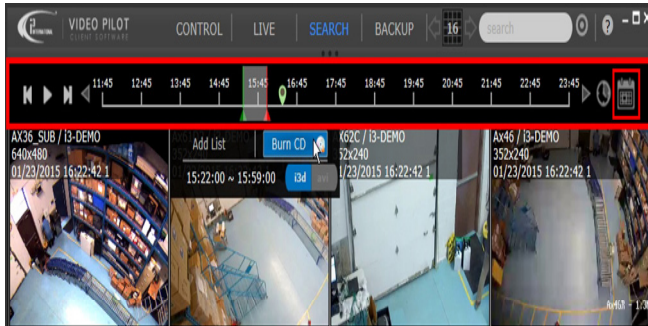 VIDEO PILOT
CLIENT SOFTWARE
CONTROL LIVE SEARCH BACKUP 16 search ?
11:45 12:45 13:45 14:45 15:45 16:45 17:45 18:45 19:45 20:45 21:45 22:45 23:45
AX36_SUB / i3-DEMO
640x480
01/23/2015 16:22:42 1
Add List Burn CD
15:22:00 ~ 15:59:00 i3d avi
X62C / i3-DEMO
52x240
01/23/2015 16:22:42 1
Ax46 / i3-DEMO
352x240
01/23/2015 16:22:42 1